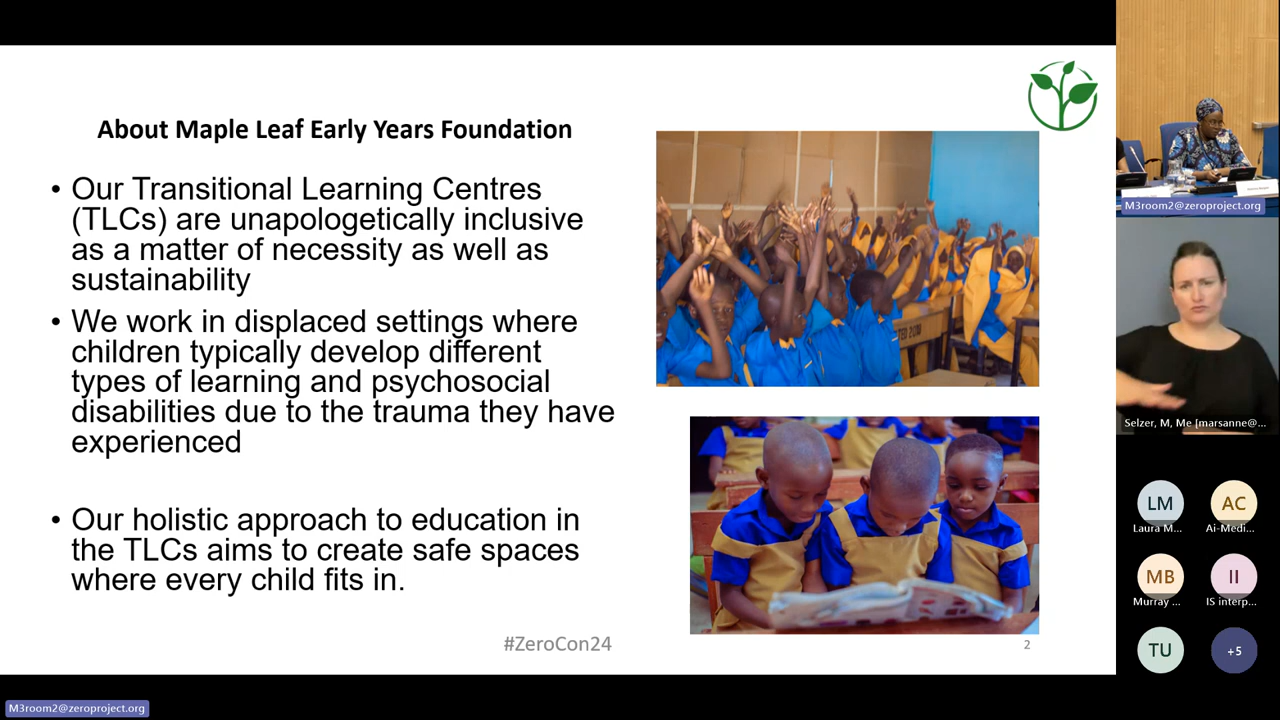 About Maple Leaf Early Years Foundation
• Our Transitional Learning Centres
(TLCs) are unapologetically inclusive
as a matter of necessity as well as
sustainability
• We work in displaced settings where
children typically develop different
types of learning and psychosocial
disabilities due to the trauma they have
experienced
• Our holistic approach to education in
the TLCs aims to create safe spaces
where every child fits in.
#ZeroCon24
2
M3room2@zeroproject.org
Selzer, M, Me [marsanne@...
LM
Laura M...
AC
Ai-Medi...
MB
Murray ...
II
IS interp...
TU
+5
M3room2@zeroproject.org